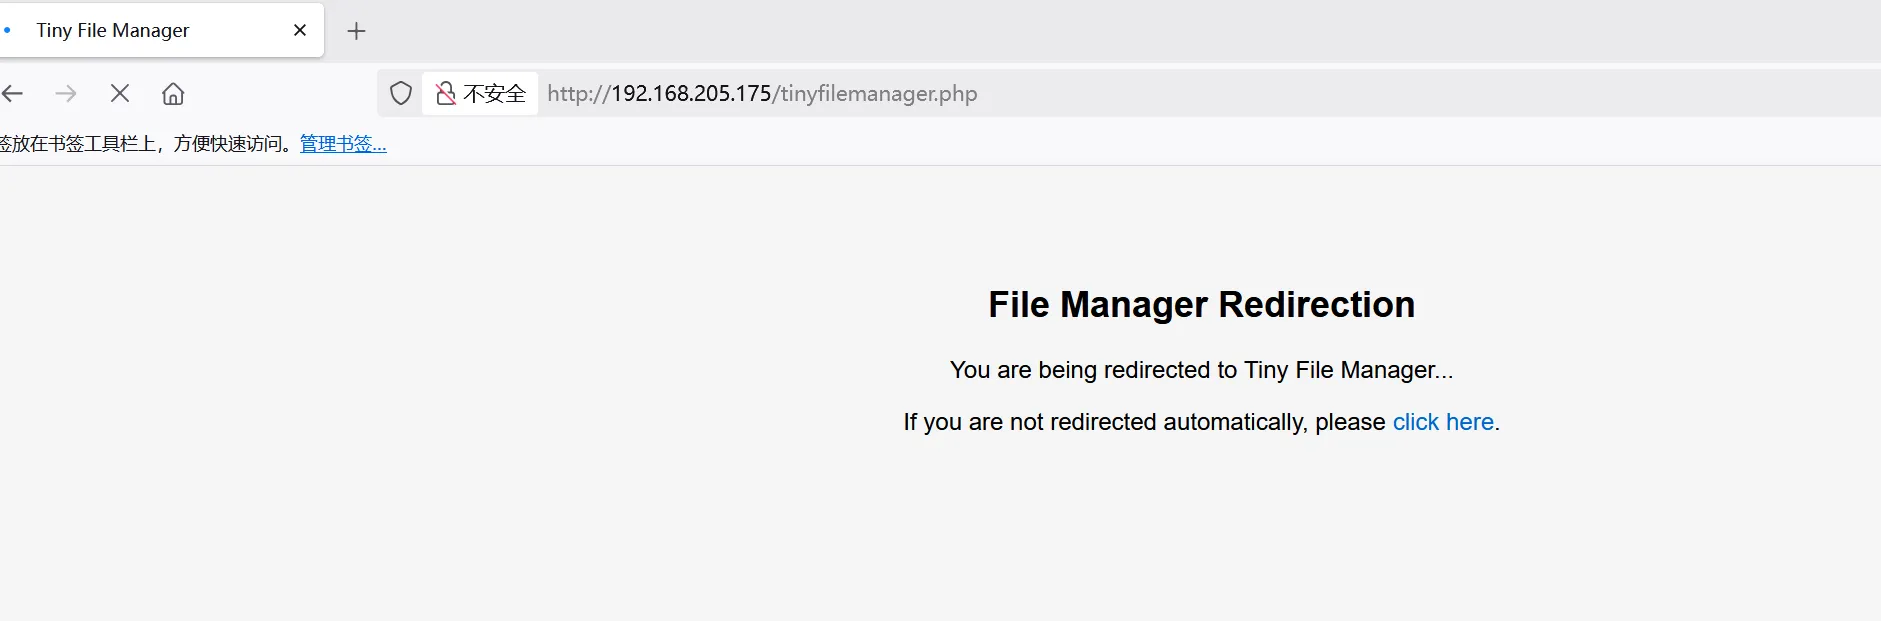 Tiny File Manager
不安全 http://192.168.205.175/tinyfilemanager.php
签放在书签工具栏上，方便快速访问。管理书签...
File Manager Redirection
You are being redirected to Tiny File Manager...
If you are not redirected automatically, please click here.